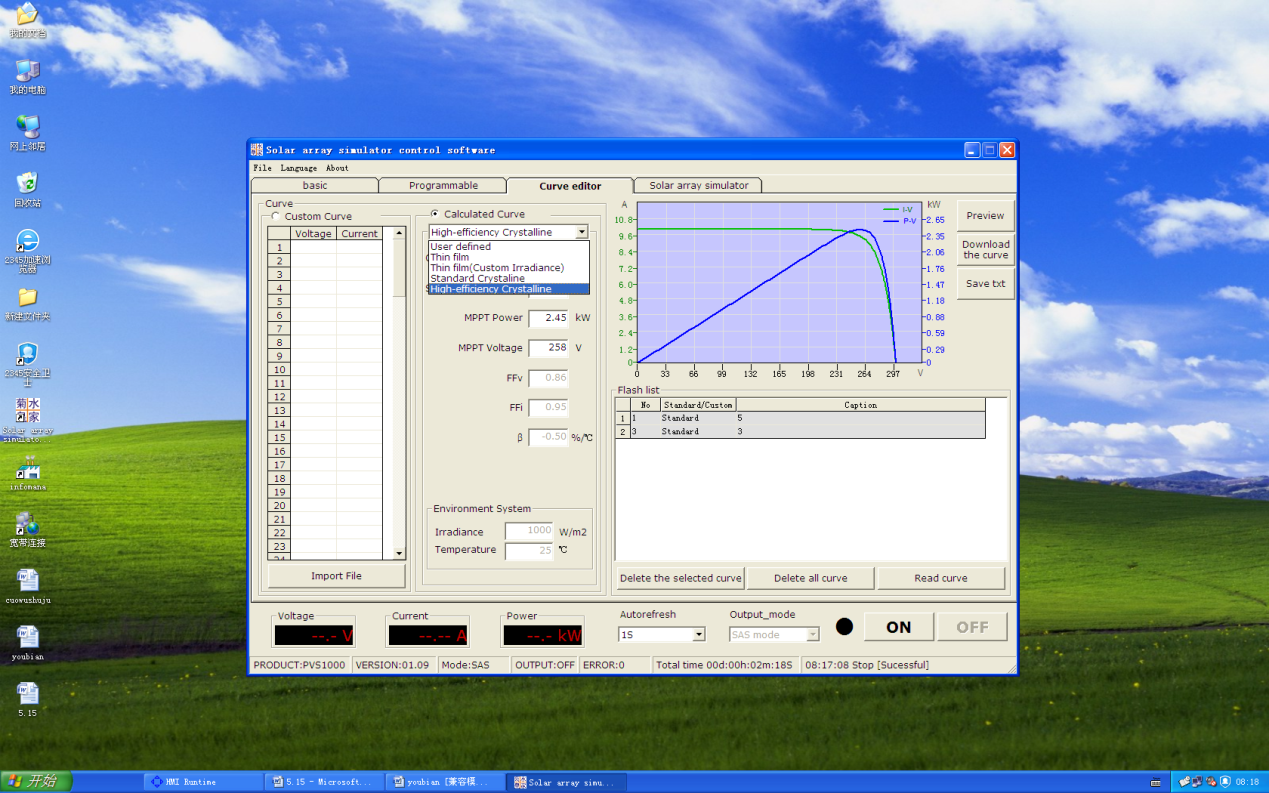 我的文档
我的电脑
网上邻居
回收站
2345加速浏
览器
新建文件夹
2345安全卫
士
菊水
皇家
Solar array
simulato...
infomana
宽带连接
cuowushuju
youbian
5.15
Solar array simulator control software
File Language About
basic Programmable Curve editor Solar array simulator
Curve
Custom Curve
Voltage Current
1
2
3
4
5
6
7
8
9
10
11
12
13
14
15
16
17
18
19
20
21
22
23
24
Import File
Calculated Curve
High-efficiency Crystalline
User defined
Thin film
Thin film(Custom Irradiance)
Standard Crystaline
High-efficiency Crystalline
MPPT Power 2.45 kW
MPPT Voltage 258 V
FFv 0.86
FFi 0.95
β -0.50 %/℃
Environment System
Irradiance 1000 W/m2
Temperature 25 ℃
A kW
I-V
P-V
10.8 2.65
9.6 2.35
8.4 2.06
7.2 1.76
6.0 1.47
4.8 1.18
3.6 0.88
2.4 0.59
1.2 0.29
0 0
0 33 66 99 132 165 198 231 264 297 V
Preview
Download
the curve
Save txt
Flash list
No Standard/Custom Caption
1 1 Standard 5
2 3 Standard 3
Delete the selected curve Delete all curve Read curve
Voltage Current Power Autorefresh Output_mode
--.- V --.-- A --.- kW 1S SAS mode ON OFF
PRODUCT:PVS1000 VERSION:01.09 Mode:SAS OUTPUT:OFF ERROR:0 Total time 00d:00h:02m:18S 08:17:08 Stop [Sucessful]
开始 HMI Runtime 5.15 - Microsoft... youbian [兼容模... Solar array simu... 08:18